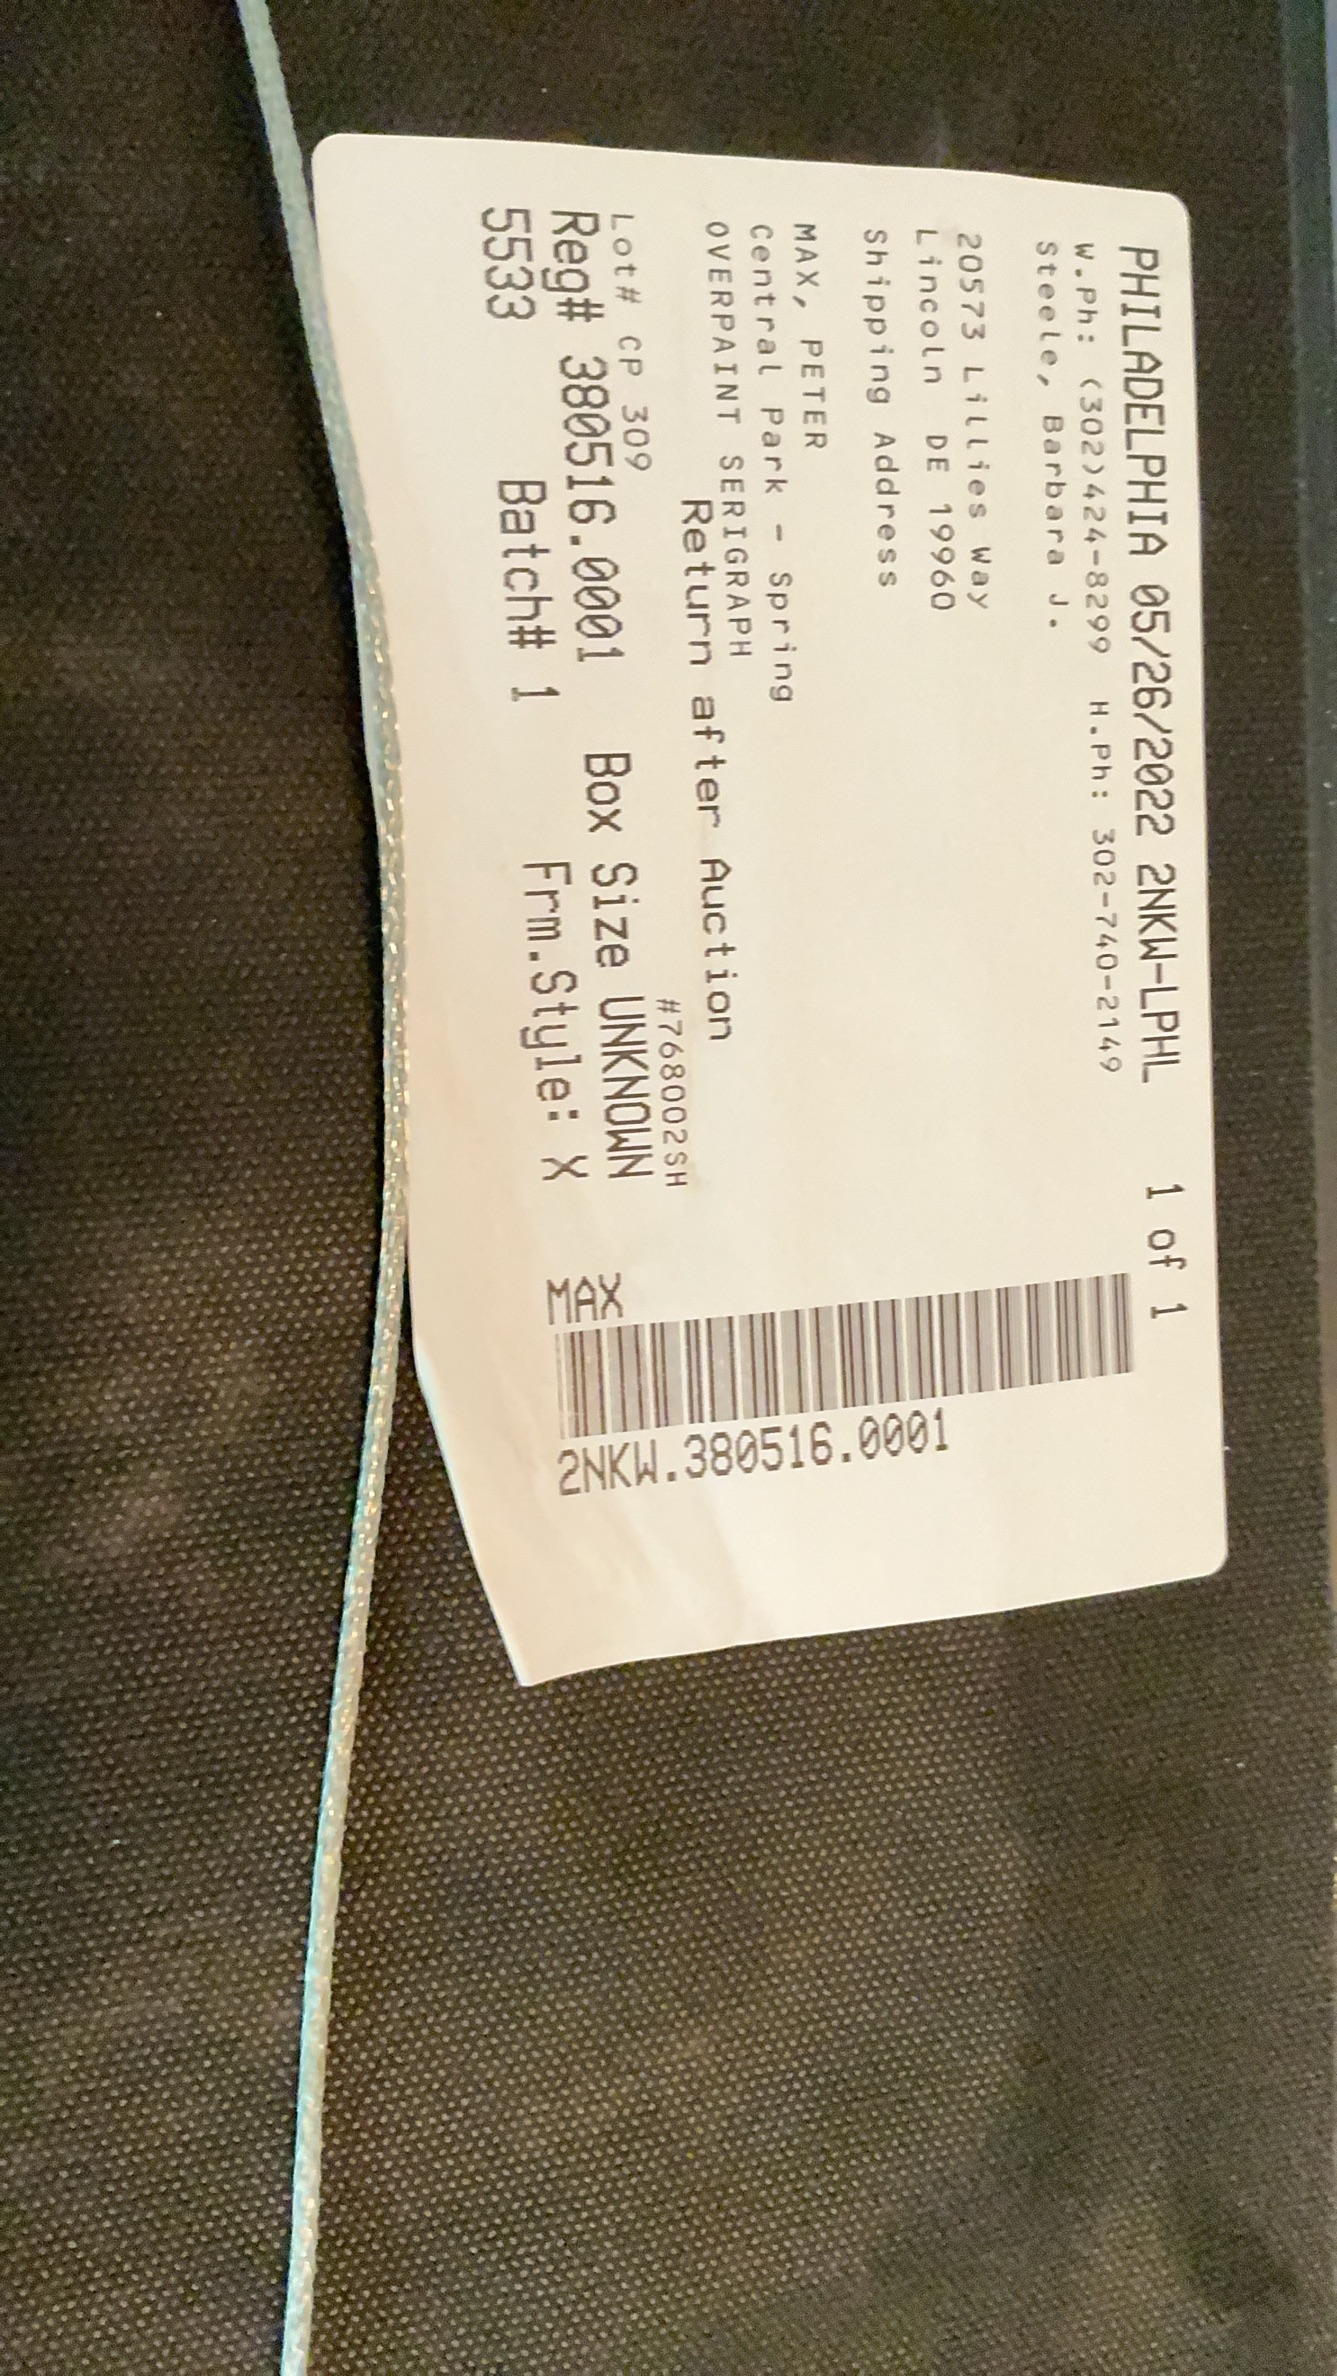 PHILADELPHIA 05/26/2022 2NKW-LPHL 1 of 1
W.Ph: (302)424-8299 H.Ph: 302-740-2149
Steele, Barbara J.
20573 Lillies Way
Lincoln DE 19960
Shipping Address
MAX, PETER
Central Park - Spring
OVERPAINT SERIGRAPH
Return after Auction
#768002SH
Lot# CP 309
Reg# 380516.0001 Box Size UNKNOWN
5533 Batch# 1 Frm.Style: X
MAX
2NKW.380516.0001